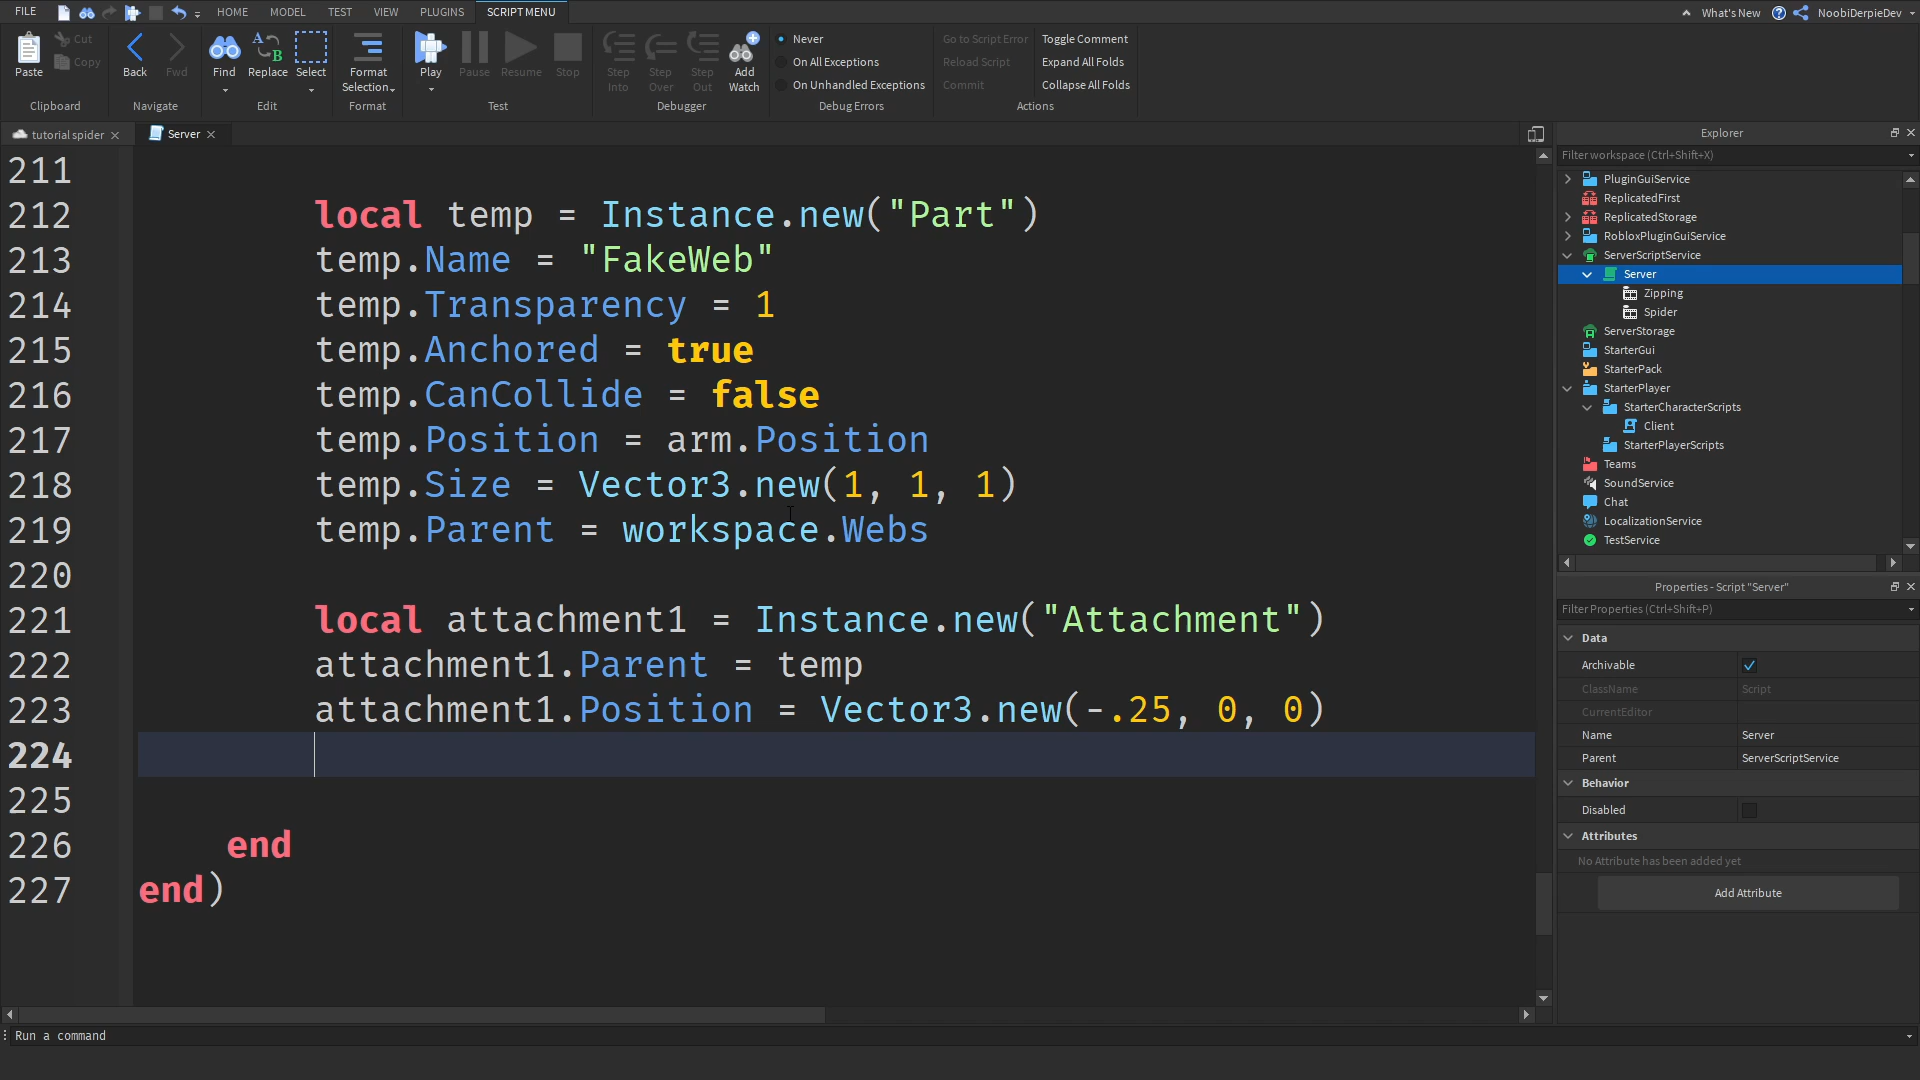 FILE HOME MODEL TEST VIEW PLUGINS SCRIPT MENU What's New NoobiDerpieDev
Paste Cut Copy
Clipboard
Back Fwd
Navigate
Find Replace Select
Edit
Format Selection
Format
Play Pause Resume Stop
Test
Step Into Step Over Step Out Add Watch
Debugger
Never
On All Exceptions
On Unhandled Exceptions
Debug Errors
Go to Script Error Toggle Comment
Reload Script Expand All Folds
Commit Collapse All Folds
Actions
tutorial spider Server
211
212 local temp = Instance.new("Part")
213 temp.Name = "FakeWeb"
214 temp.Transparency = 1
215 temp.Anchored = true
216 temp.CanCollide = false
217 temp.Position = arm.Position
218 temp.Size = Vector3.new(1, 1, 1)
219 temp.Parent = workspace.Webs
220
221 local attachment1 = Instance.new("Attachment")
222 attachment1.Parent = temp
223 attachment1.Position = Vector3.new(-.25, 0, 0)
224
225
226 end
227 end)
Run a command
Explorer
Filter workspace (Ctrl+Shift+X)
PluginGuiService
ReplicatedFirst
ReplicatedStorage
RobloxPluginGuiService
ServerScriptService
Server
Zipping
Spider
ServerStorage
StarterGui
StarterPack
StarterPlayer
StarterCharacterScripts
Client
StarterPlayerScripts
Teams
SoundService
Chat
LocalizationService
TestService
Properties - Script "Server"
Filter Properties (Ctrl+Shift+P)
Data
Archivable
ClassName Script
CurrentEditor
Name Server
Parent ServerScriptService
Behavior
Disabled
Attributes
No Attribute has been added yet
Add Attribute